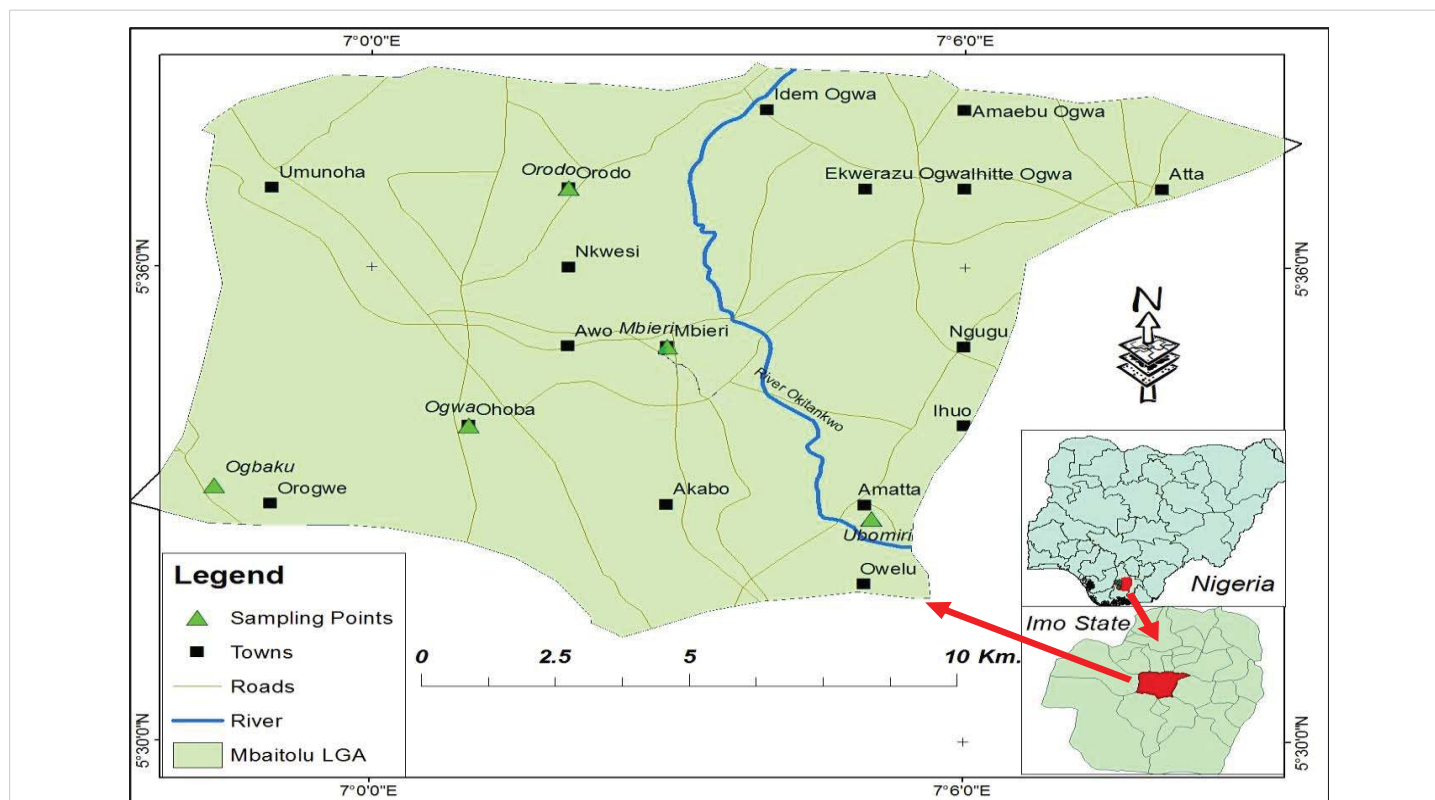 7°0'0"E
7°6'0"E
Idem Ogwa
Amaebu Ogwa
Umunoha
Orodo Orodo
Ekwerazu Ogwa Ihitte Ogwa
Atta
5°36'0"N
5°36'0"N
Nkwesi
N
Awo
Mbieri Mbieri
Ngugu
River Okitankwo
Ogwa Ohoba
Ihuo
Ogbaku
Orogwe
Akabo
Amatta
Ubomiri
Owelu
Legend
Sampling Points
Towns
Roads
River
Mbaitolu LGA
0 2.5 5 10 Km.
Nigeria
Imo State
5°30'0"N
5°30'0"N
7°0'0"E
7°6'0"E